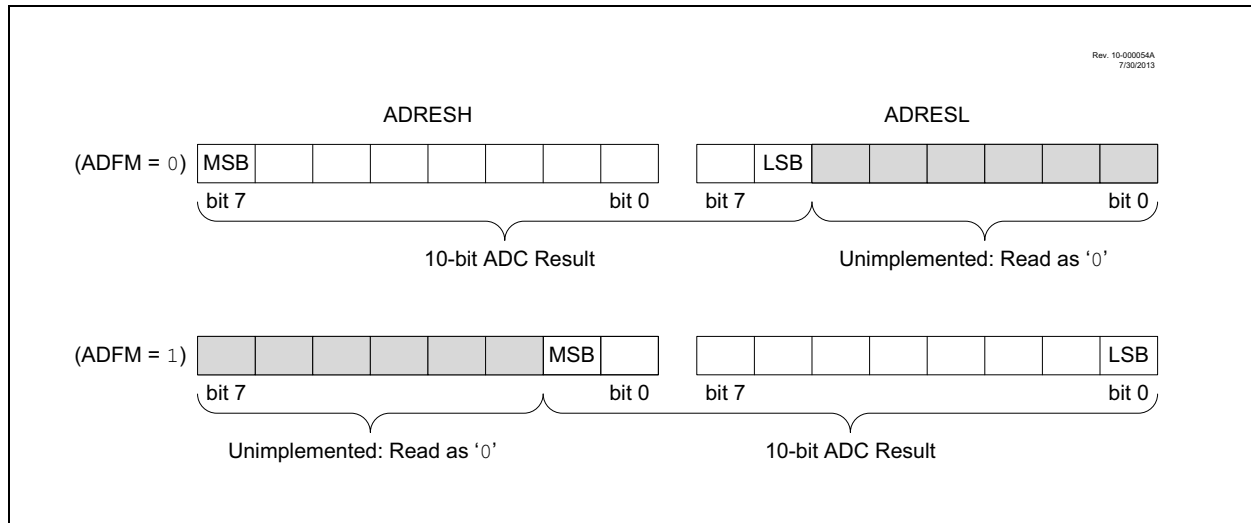 Rev. 10-000054A
7/30/2013
ADRESH ADRESL
(ADFM = 0) MSB LSB
bit 7 bit 0 bit 7 bit 0
10-bit ADC Result Unimplemented: Read as ‘0’
(ADFM = 1) MSB LSB
bit 7 bit 0 bit 7 bit 0
Unimplemented: Read as ‘0’ 10-bit ADC Result